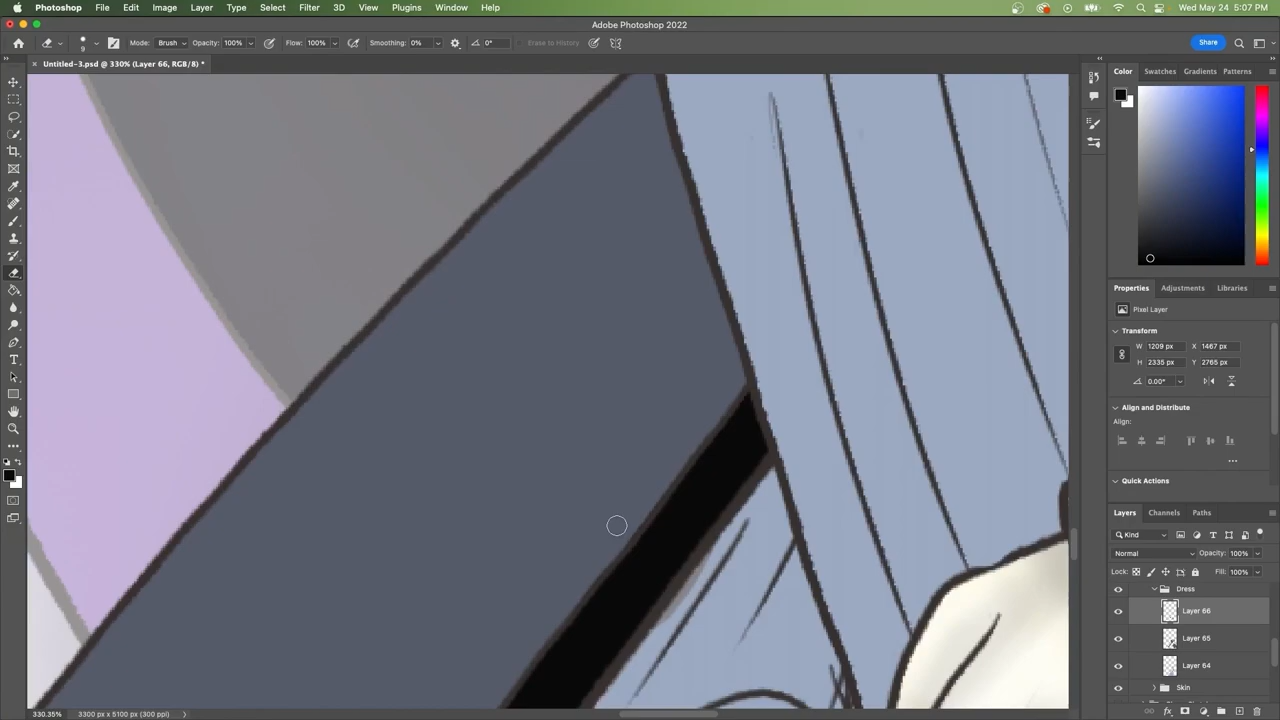 Photoshop File Edit Image Layer Type Select Filter 3D View Plugins Window Help Wed May 24 5:07 PM
Adobe Photoshop 2022
Mode: Brush Opacity: 100% Flow: 100% Smoothing: 0% 0° Erase to History Share
9
Untitled-3.psd @ 330% (Layer 66, RGB/8) *
Color Swatches Gradients Patterns
Properties Adjustments Libraries
Pixel Layer
Transform
W 1209 px X 1467 px
H 2335 px Y 2765 px
0.00°
Align and Distribute
Align:
Quick Actions
Layers Channels Paths
Kind
Normal Opacity: 100%
Lock: Fill: 100%
Dress
Layer 66
Layer 65
Layer 64
Skin
330.35% 3300 px x 5100 px (300 ppi)